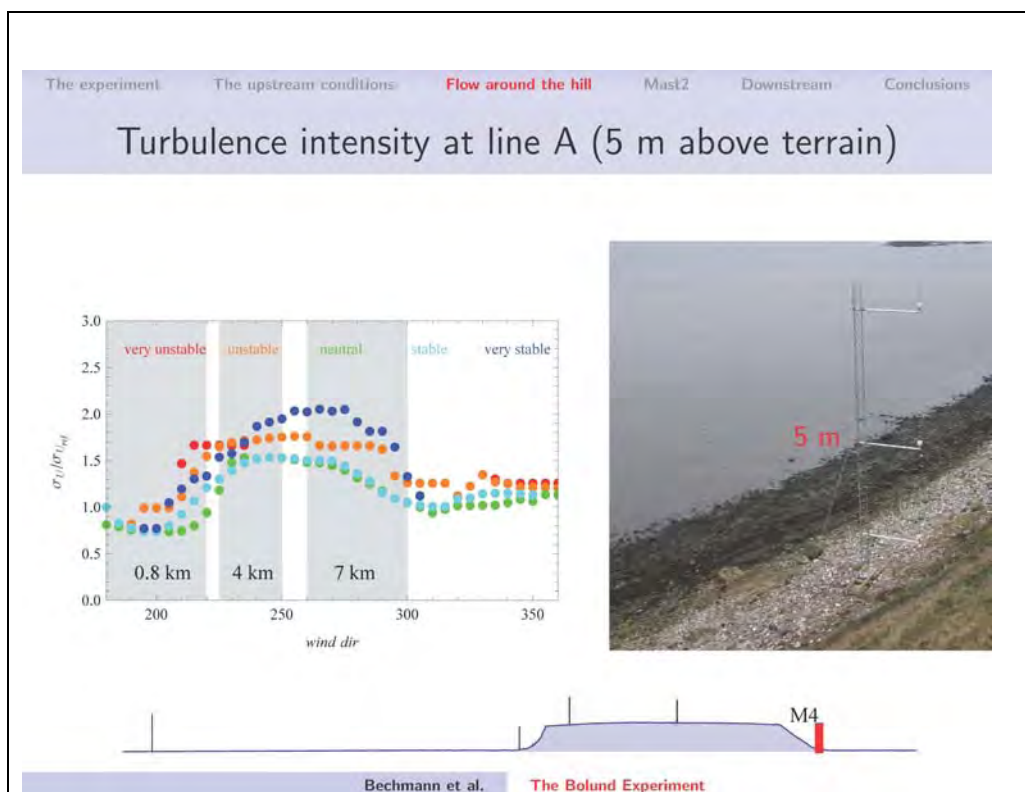 The experiment The upstream conditions Flow around the hill Mast2 Downstream Conclusions
Turbulence intensity at line A (5 m above terrain)
3.0
2.5
2.0
1.5
1.0
0.5
0.0
σU/σUref
very unstable unstable neutral stable very stable
0.8 km 4 km 7 km
200 250 300 350
wind dir
5 m
M4
Bechmann et al. The Bolund Experiment